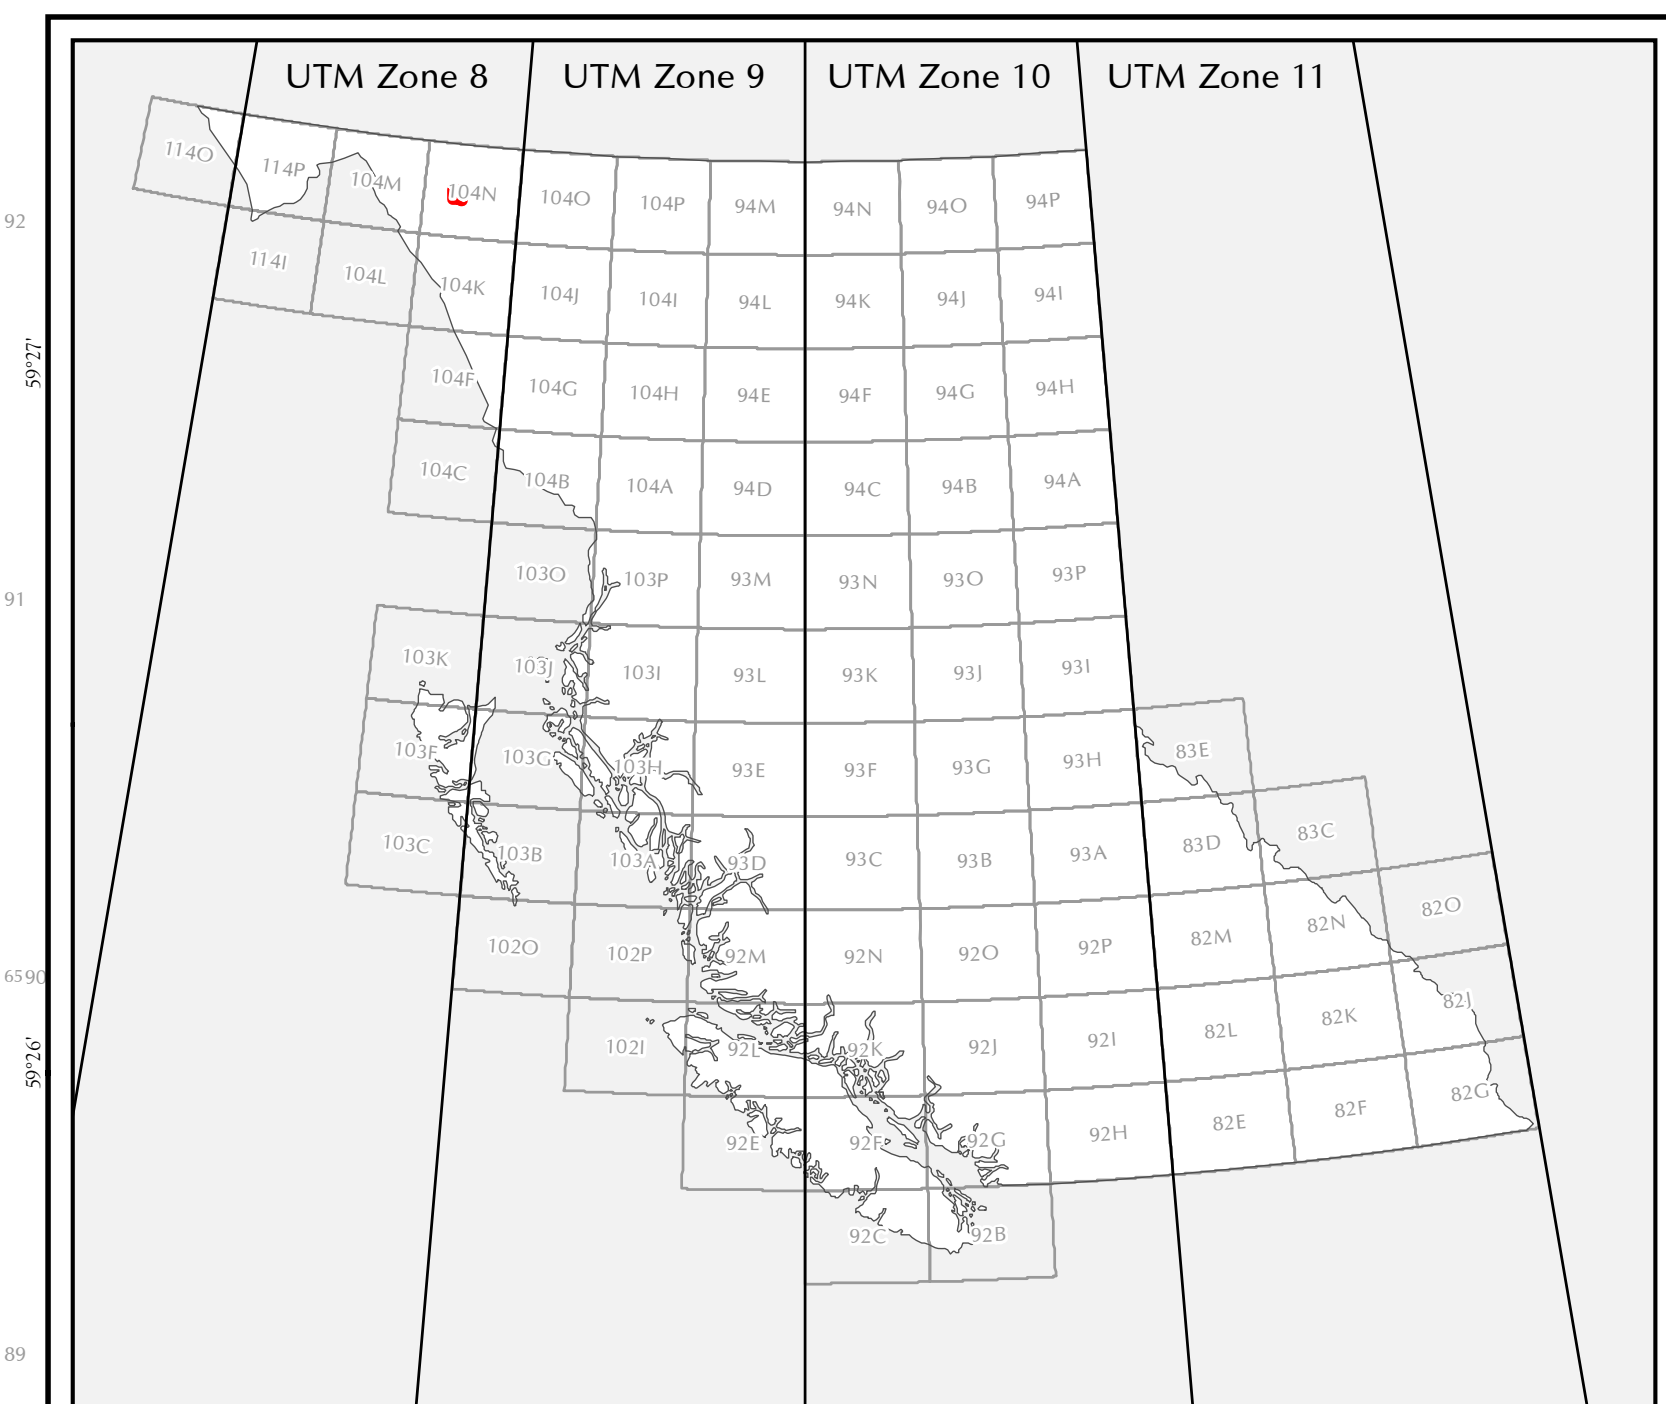 UTM Zone 8 UTM Zone 9 UTM Zone 10 UTM Zone 11
114O 114P 104M 104N 104O 104P 94M 94N 94O 94P
92
114I 104L 104K 104J 104I 94L 94K 94J 94I
59°27'
104F 104G 104H 94E 94F 94G 94H
104C 104B 104A 94D 94C 94B 94A
103O 103P 93M 93N 93O 93P
91
103K 103J 103I 93L 93K 93J 93I
103F 103G 103H 93E 93F 93G 93H 83E
103C 103B 103A 93D 93C 93B 93A 83D 83C
102O 102P 92M 92N 92O 92P 82M 82N 82O
6590
102I 92L 92K 92J 92I 82L 82K 82J
59°26'
92E 92F 92G 92H 82E 82F 82G
92C 92B
89